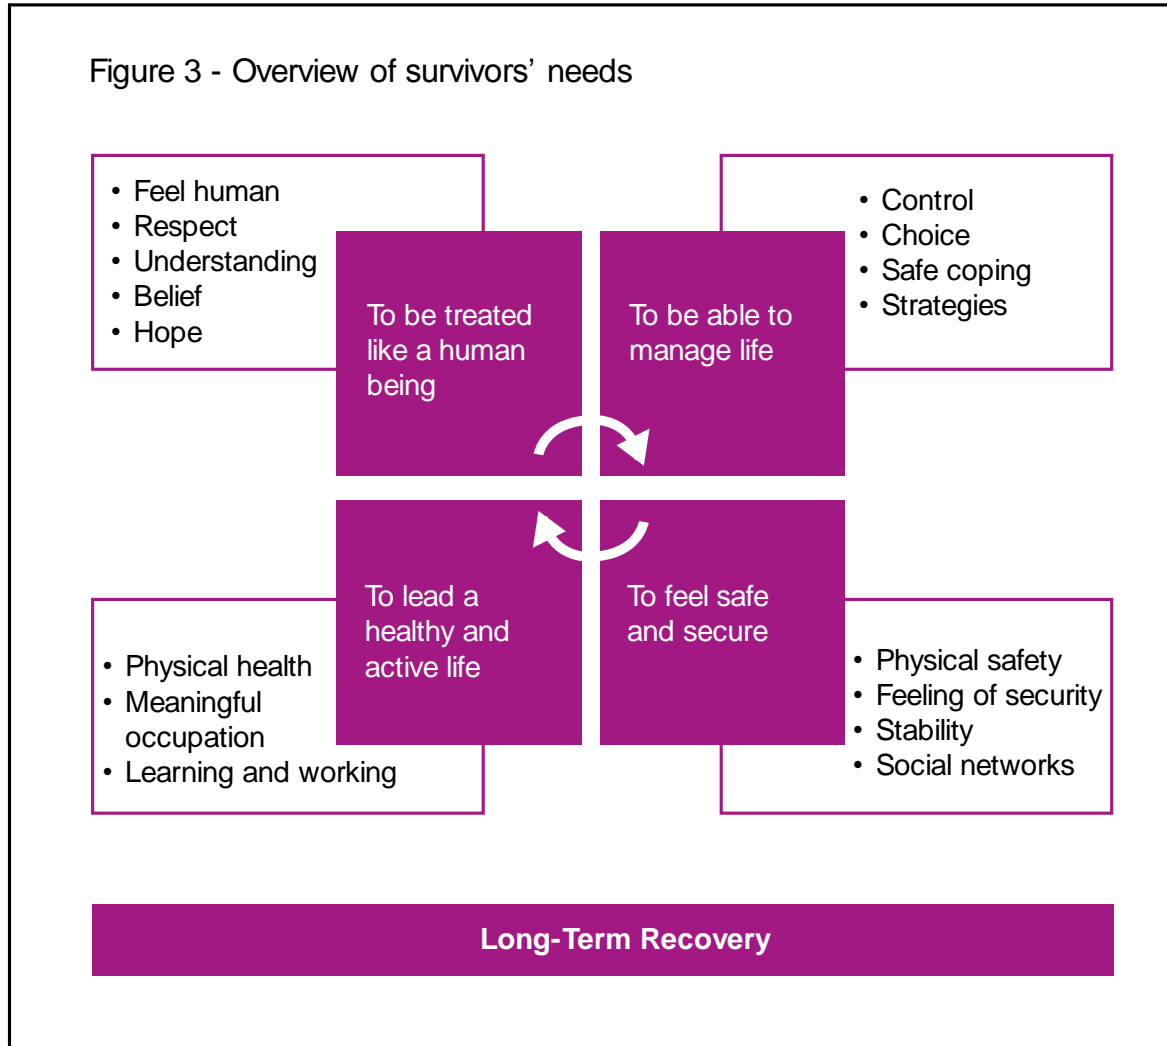 Figure 3 - Overview of survivors’ needs
• Feel human
• Respect
• Understanding
• Belief
• Hope
To be treated
like a human
being
• Control
• Choice
• Safe coping
• Strategies
To be able to
manage life
To lead a
healthy and
active life
• Physical health
• Meaningful
occupation
• Learning and working
To feel safe
and secure
• Physical safety
• Feeling of security
• Stability
• Social networks
Long-Term Recovery